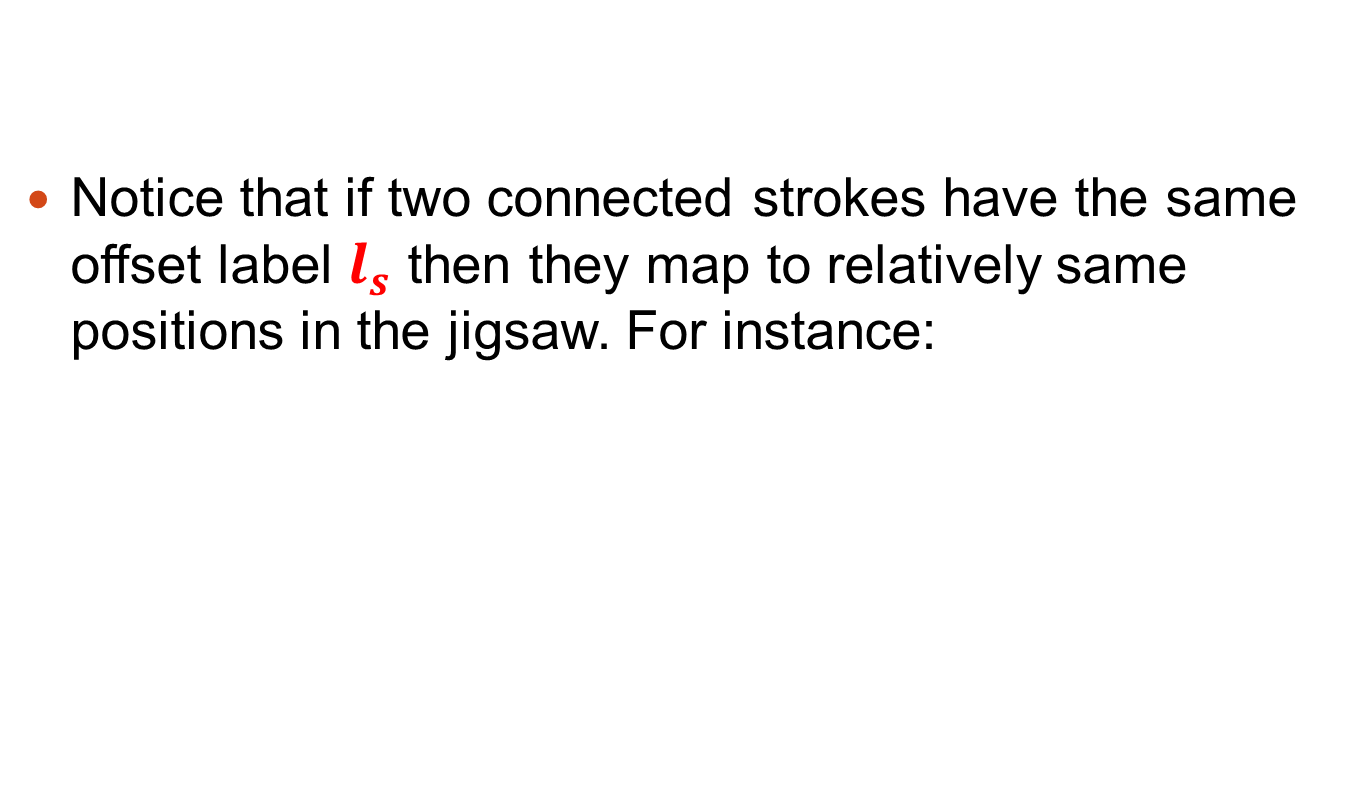 • Notice that if two connected strokes have the same
offset label lₛ then they map to relatively same
positions in the jigsaw. For instance: